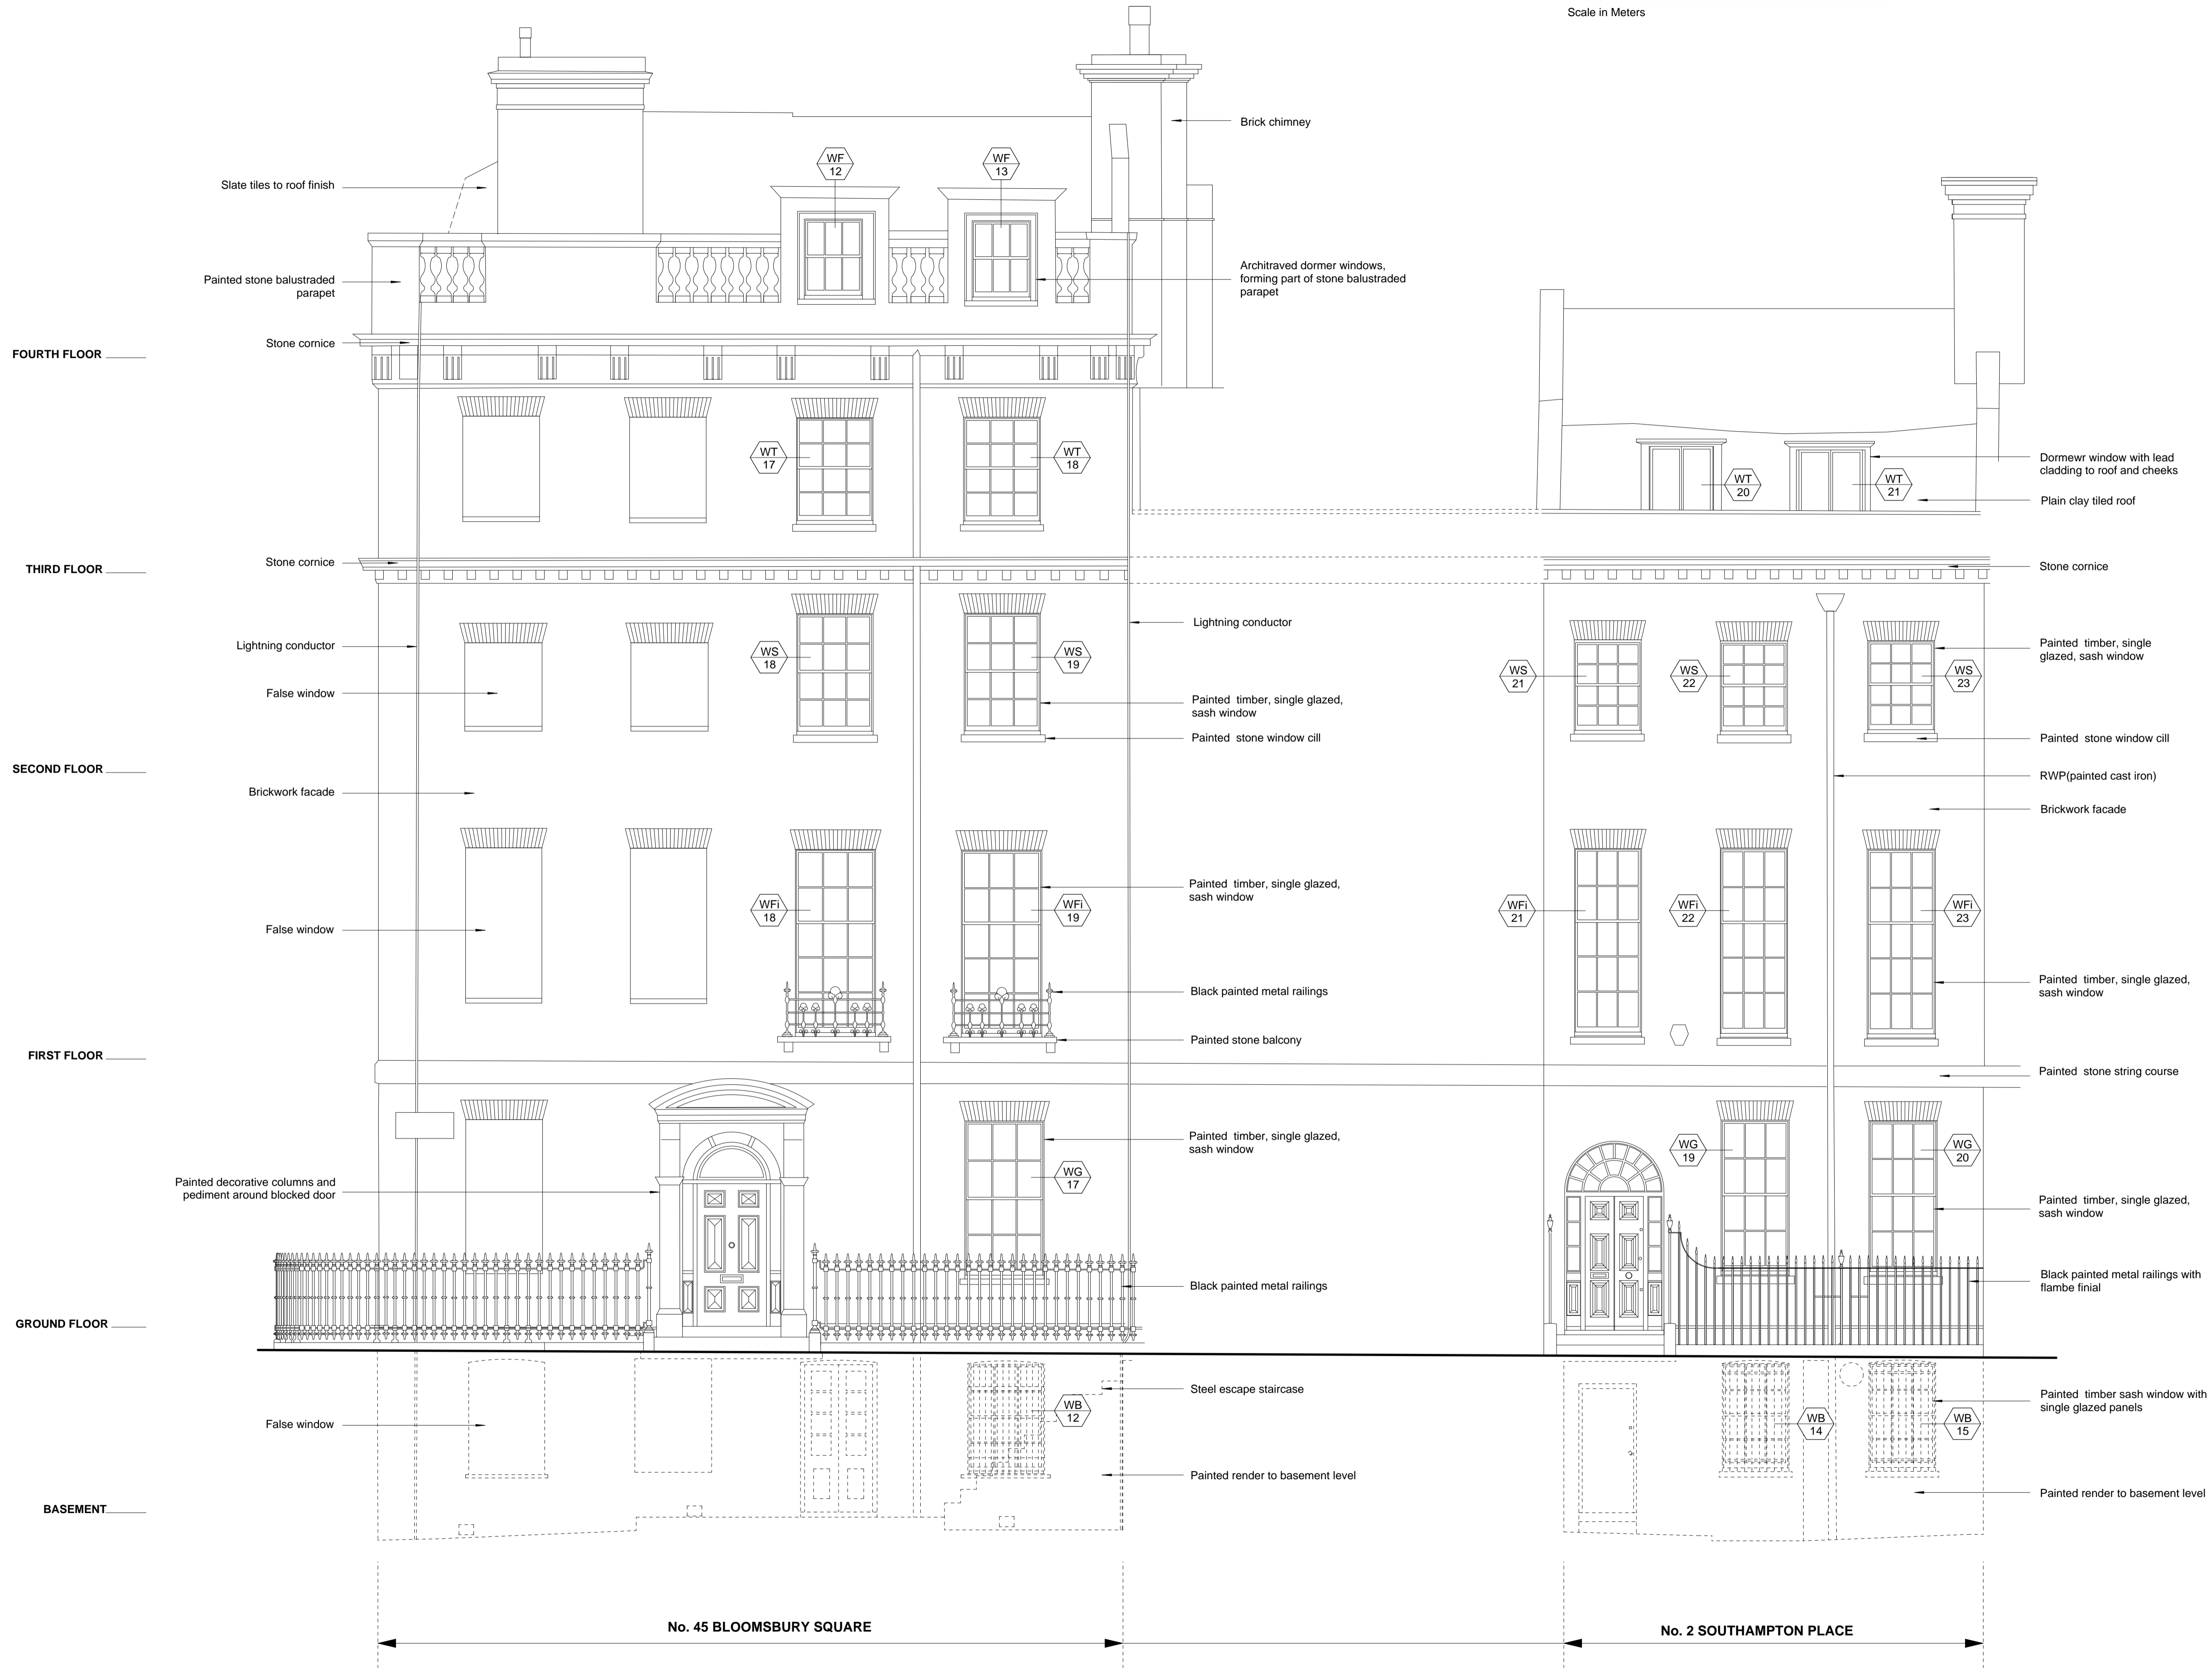 Scale in Meters
Brick chimney
WF
12
WF
13
Slate tiles to roof finish
Painted stone balustraded
parapet
Architraved dormer windows,
forming part of stone balustraded
parapet
FOURTH FLOOR
Stone cornice
WT
17
WT
18
WT
20
WT
21
Dormewr window with lead
cladding to roof and cheeks
Plain clay tiled roof
THIRD FLOOR
Stone cornice
Stone cornice
Lightning conductor
Lightning conductor
False window
WS
18
WS
19
WS
21
WS
22
WS
23
Painted timber, single
glazed, sash window
Painted timber, single glazed,
sash window
Painted stone window cill
Painted stone window cill
SECOND FLOOR
RWP(painted cast iron)
Brickwork facade
Brickwork facade
Painted timber, single glazed,
sash window
False window
WFi
18
WFi
19
WFi
21
WFi
22
WFi
23
Painted timber, single glazed,
sash window
Black painted metal railings
Painted stone balcony
FIRST FLOOR
Painted stone string course
Painted timber, single glazed,
sash window
WG
17
WG
19
WG
20
Painted decorative columns and
pediment around blocked door
Painted timber, single glazed,
sash window
Black painted metal railings
Black painted metal railings with
flambe finial
GROUND FLOOR
Steel escape staircase
Painted timber sash window with
single glazed panels
False window
WB
12
WB
14
WB
15
Painted render to basement level
Painted render to basement level
BASEMENT
No. 45 BLOOMSBURY SQUARE
No. 2 SOUTHAMPTON PLACE